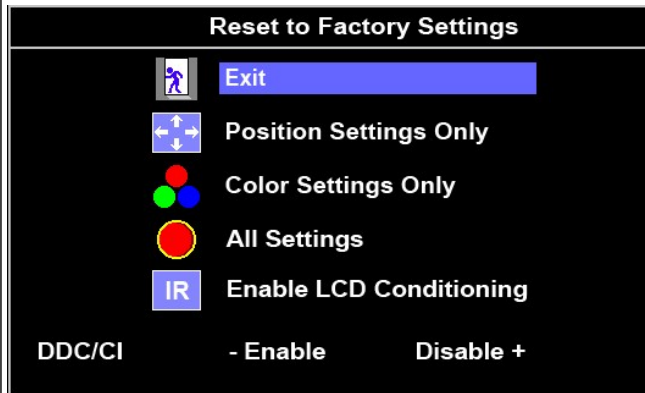 Reset to Factory Settings
Exit
Position Settings Only
Color Settings Only
All Settings
IR Enable LCD Conditioning
DDC/CI - Enable Disable +